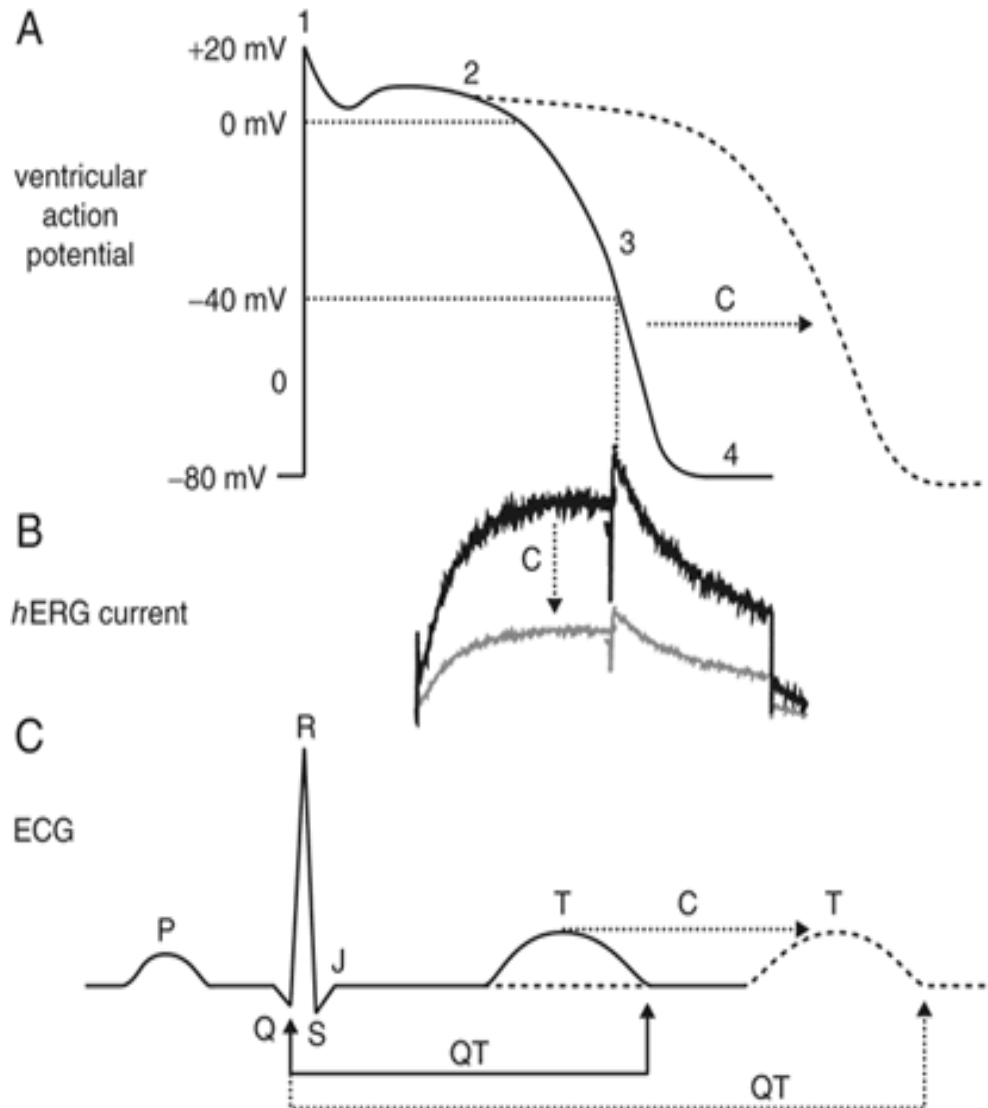 A
1
+20 mV
2
0 mV
ventricular
action
potential
3
−40 mV
C
0
4
−80 mV
B
C
hERG current
C
R
ECG
P
J
T
C
T
Q
S
QT
QT